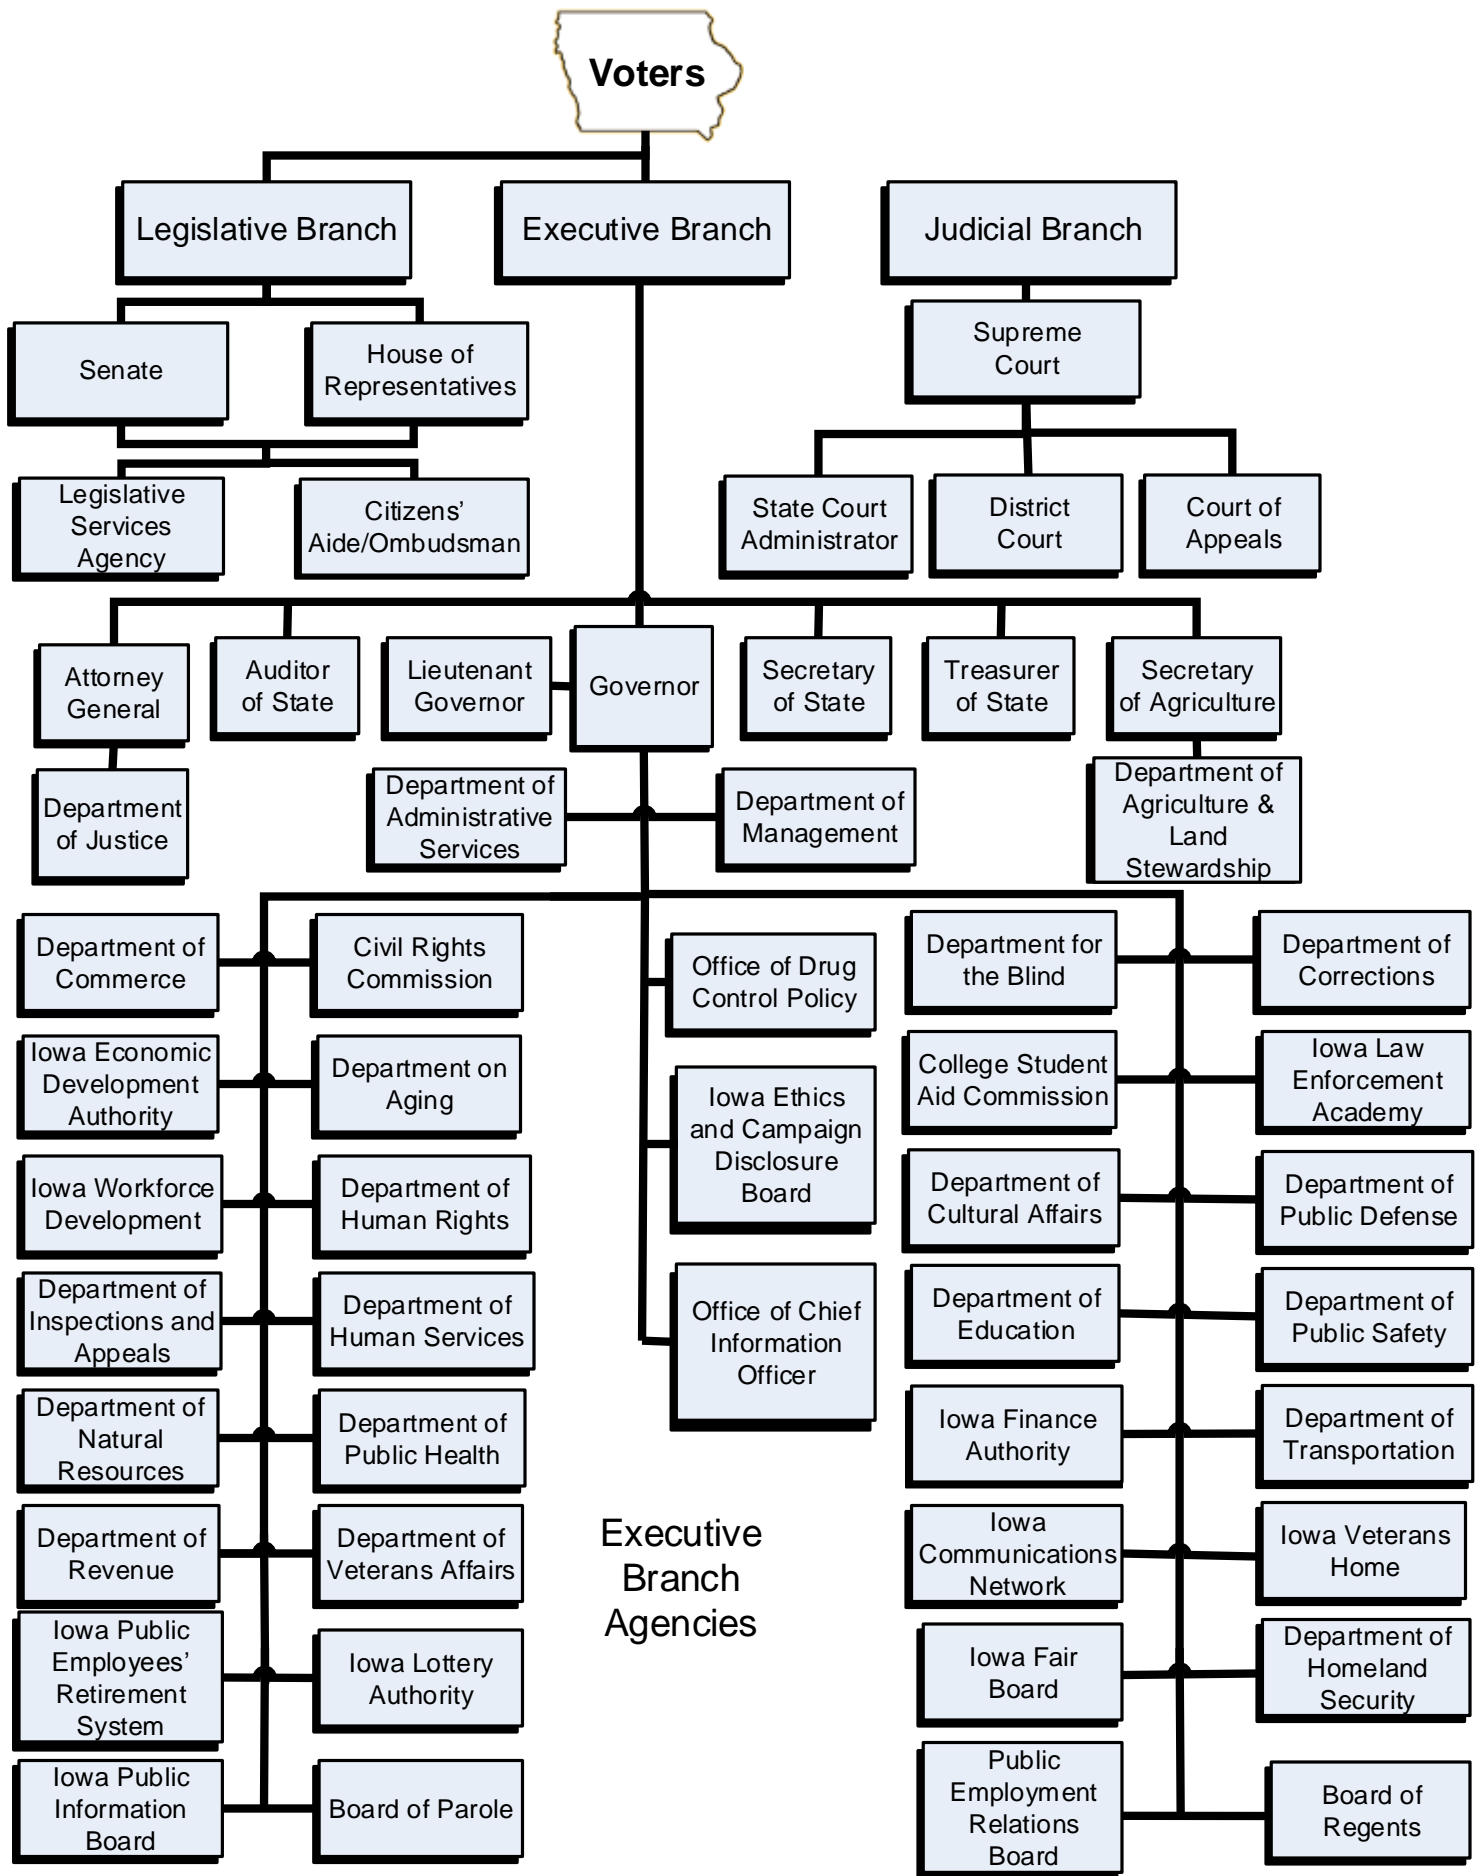 Voters
Legislative Branch
Executive Branch
Judicial Branch
Senate
House of
Representatives
Supreme
Court
Legislative
Services
Agency
Citizens’
Aide/Ombudsman
State Court
Administrator
District
Court
Court of
Appeals
Attorney
General
Auditor
of State
Lieutenant
Governor
Governor
Secretary
of State
Treasurer
of State
Secretary
of Agriculture
Department
of Justice
Department of
Administrative
Services
Department of
Management
Department of
Agriculture &
Land
Stewardship
Department of
Commerce
Civil Rights
Commission
Office of Drug
Control Policy
Department for
the Blind
Department of
Corrections
Iowa Economic
Development
Authority
Department on
Aging
Iowa Ethics
and Campaign
Disclosure
Board
College Student
Aid Commission
Iowa Law
Enforcement
Academy
Iowa Workforce
Development
Department of
Human Rights
Department of
Cultural Affairs
Department of
Public Defense
Department of
Inspections and
Appeals
Department of
Human Services
Office of Chief
Information
Officer
Department of
Education
Department of
Public Safety
Department of
Natural
Resources
Department of
Public Health
Iowa Finance
Authority
Department of
Transportation
Department of
Revenue
Department of
Veterans Affairs
Executive
Branch
Agencies
Iowa
Communications
Network
Iowa Veterans
Home
Iowa Public
Employees’
Retirement
System
Iowa Lottery
Authority
Iowa Fair
Board
Department of
Homeland
Security
Iowa Public
Information
Board
Board of Parole
Public
Employment
Relations
Board
Board of
Regents